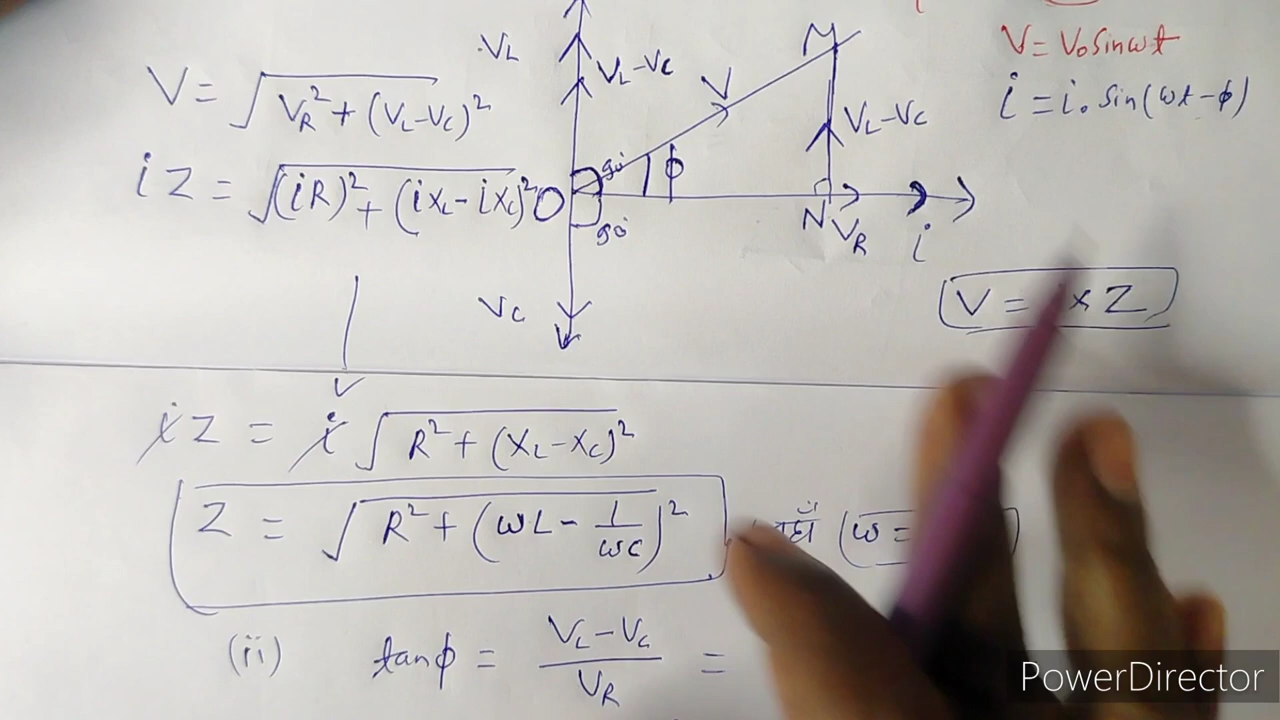 V = √(V_R² + (V_L - V_C)²)
iZ = √((iR)² + (iX_L - iX_C)²)
V_L
V_L - V_C
V
M
V_L - V_C
ϕ
90°
O
90°
N
V_R
i
V_C
V = V₀ sin ωt
i = i₀ sin(ωt - ϕ)
V = × Z
iZ = i √(R² + (X_L - X_C)²)
Z = √(R² + (ωL - 1/ωC)²)
(ω =
(ii) tanϕ = (V_L - V_C)/V_R =
PowerDirector